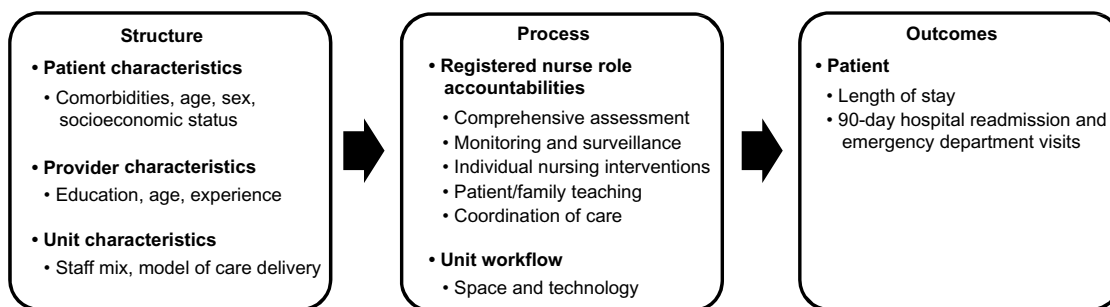 Structure
• Patient characteristics
• Comorbidities, age, sex,
socioeconomic status
• Provider characteristics
• Education, age, experience
• Unit characteristics
• Staff mix, model of care delivery
Process
• Registered nurse role
accountabilities
• Comprehensive assessment
• Monitoring and surveillance
• Individual nursing interventions
• Patient/family teaching
• Coordination of care
• Unit workflow
• Space and technology
Outcomes
• Patient
• Length of stay
• 90-day hospital readmission and
emergency department visits